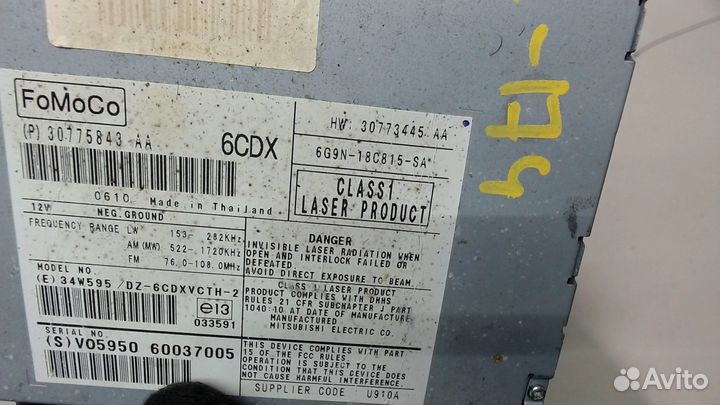 FoMoCo
(P) 30775843 AA
6CDX
HW 30773445 AA
6G9N-18C815-SA
CLASS1
LASER PRODUCT
0610 Made in Thailand
12V NEG.GROUND
FREQUENCY RANGE LW 153- 282KHz
AM(MW) 522-1720KHz
FM 76.0-108.0MHz
MODEL NO.
(E) 34W595 / DZ-6CDXVCTH-2
e13
033591
SERIAL NO.
(S)V05950 60037005
DANGER
INVISIBLE LASER RADIATION WHEN
OPEN AND INTERLOCK FAILED OR
DEFEATED
AVOID DIRECT EXPOSURE TO BEAM.
CLASS 1 LASER PRODUCT
PRODUCT COMPLIES WITH DHHS
RULES 21 CFR SUBCHAPTER J PART
1040:10 AT DATE OF MANUFACTURE
MANUFACTURED:
MITSUBISHI ELECTRIC CO.
THIS DEVICE COMPLIES WITH PART
15 OF THE FCC RULES
OPERATION IS SUBJECT TO THE
CONDITION THAT THIS DEVICE DOES
NOT CAUSE HARMFUL INTERFERENCE.
SUPPLIER CODE U910A
Avito